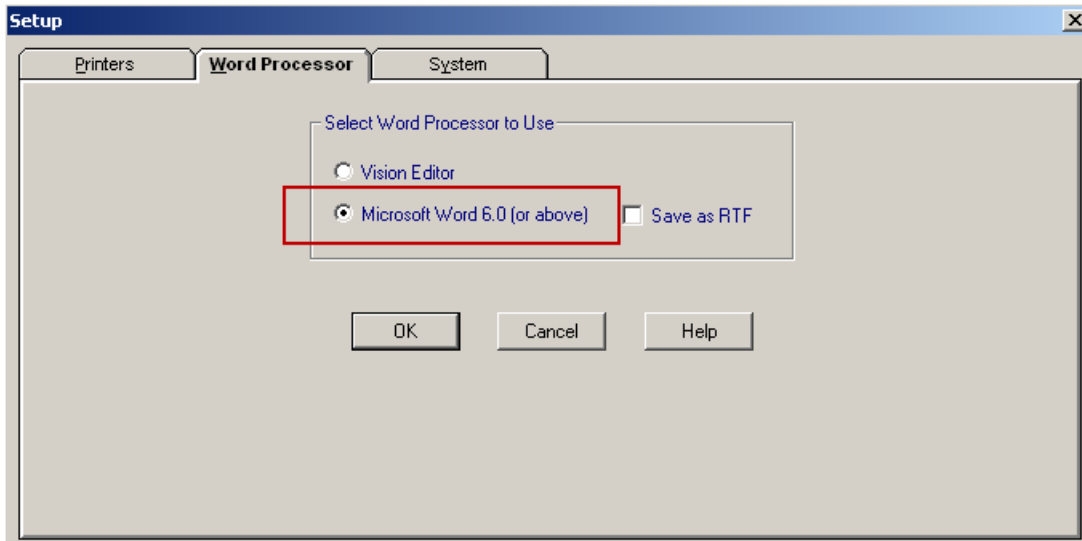 Setup
Printers Word Processor System
Select Word Processor to Use
Vision Editor
Microsoft Word 6.0 (or above) Save as RTF
OK Cancel Help